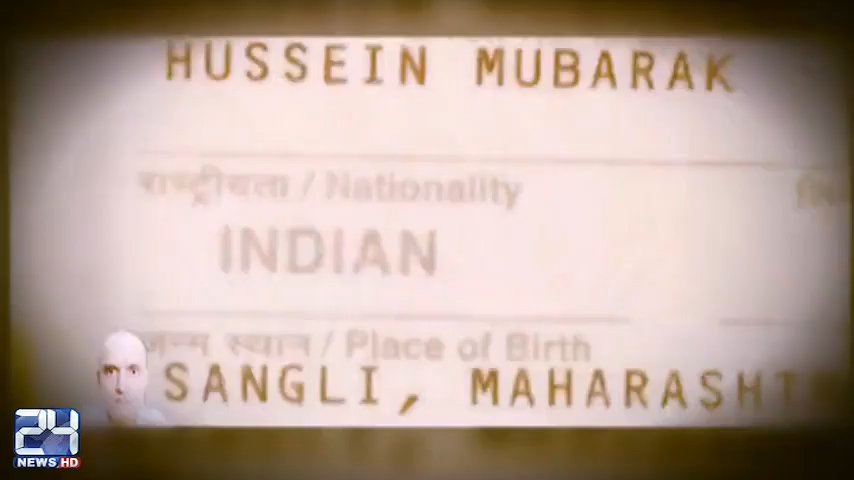 HUSSEIN MUBARAK
राष्ट्रीयता / Nationality
INDIAN
जन्म स्थान / Place of Birth
SANGLI, MAHARASHT
24
NEWS HD